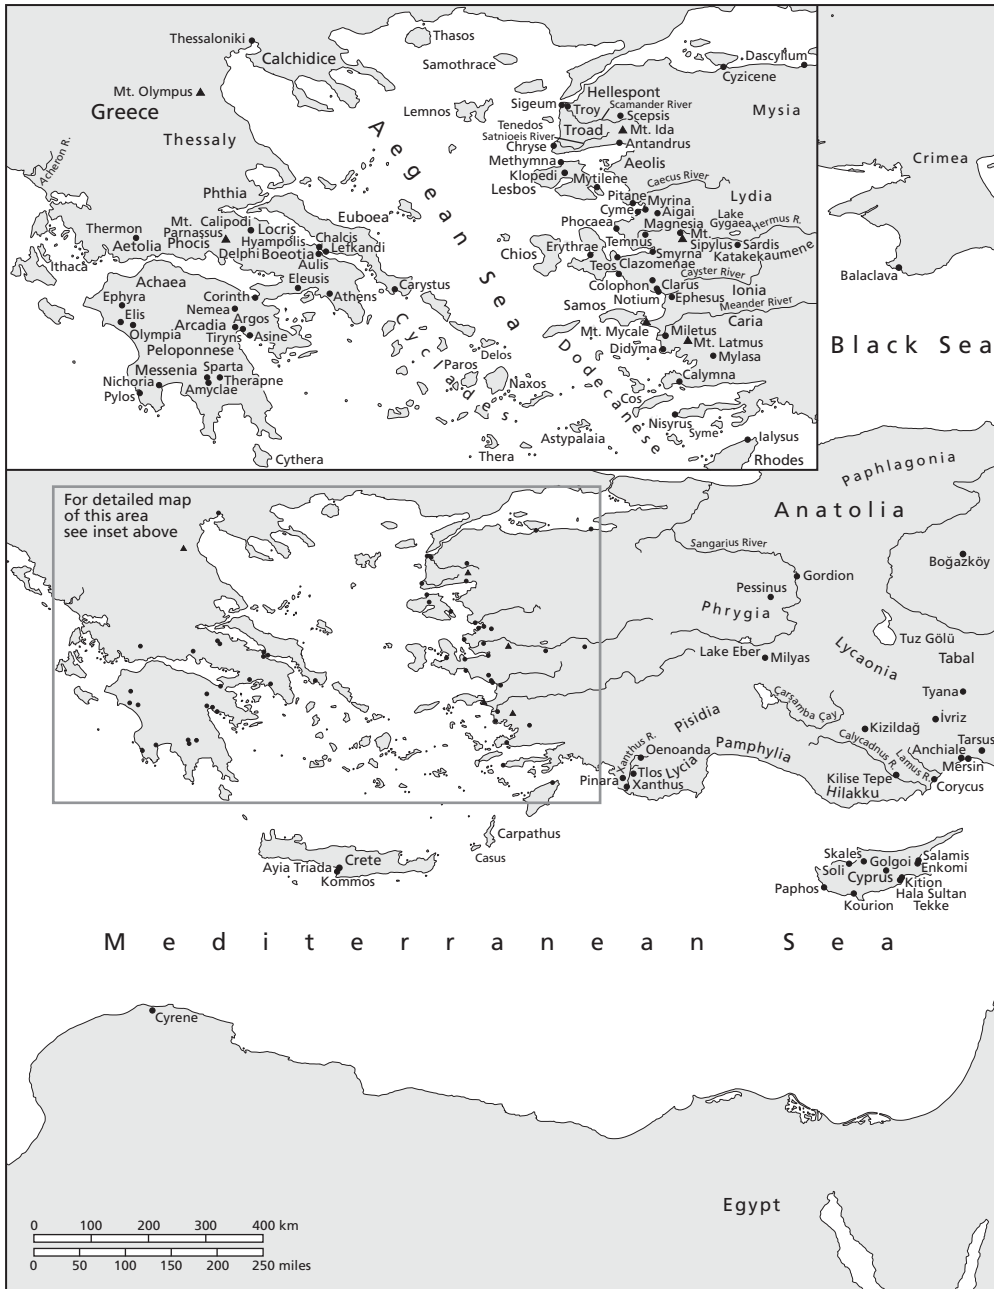 Thessaloniki
Calchidice
Thasos
Samothrace
Dascylium
Cyzicene
Mt. Olympus
Greece
Thessaly
Lemnos
Aegean Sea
Sigeum
Hellespont
Troy
Scamander River
Scepsis
Mysia
Tenedos
Troad
Mt. Ida
Satnioeis River
Chryse
Antandrus
Acheron R.
Methymna
Aeolis
Klopedi
Mytilene
Lesbos
Caecus River
Crimea
Phthia
Pitane
Myrina
Lydia
Cyme
Aigai
Lake
Gygaea
Hermus R.
Euboea
Phocaea
Magnesia
Mt.
Sipylus
Thermon
Mt.
Parnassus
Calipodi
Locris
Aetolia
Phocis
Hyampolis
Chalcis
Lefkandi
Delphi
Boeotia
Aulis
Erythrae
Temnus
Smyrna
Sardis
Katakekaumene
Chios
Teos
Clazomenae
Ithaca
Achaea
Eleusis
Carystus
Cayster River
Colophon
Clarus
Ionia
Balaclava
Ephyra
Corinth
Athens
Samos
Notium
Ephesus
Meander River
Elis
Nemea
Argos
Arcadia
Olympia
Tiryns
Asine
Mt. Mycale
Miletus
Caria
Mt. Latmus
Didyma
Mylasa
Black Sea
Peloponnese
Cyclades
Delos
Dodecanese
Messenia
Sparta
Therapne
Paros
Naxos
Calymna
Nichoria
Amyclae
Pylos
Cos
Nisyrus
Syme
Astypalaia
Ialysus
Cythera
Thera
Rhodes
For detailed map
of this area
see inset above
Paphlagonia
Anatolia
Sangarius River
Boğazköy
Gordion
Pessinus
Phrygia
Tuz Gölü
Lake Eber
Milyas
Lycaonia
Tabal
Tyana
Çarşamba Çay
Pisidia
İvriz
Kizildağ
Xanthus R.
Oenoanda
Pamphylia
Calycadnus R.
Tarsus
Anchiale
Lamus R.
Mersin
Pinara
Tlos
Lycia
Xanthus
Kilise Tepe
Hilakku
Corycus
Carpathus
Casus
Crete
Ayia Triada
Kommos
Skales
Golgoi
Salamis
Enkomi
Soli
Cyprus
Kition
Paphos
Hala Sultan
Tekke
Kourion
Mediterranean Sea
Cyrene
Egypt
0 100 200 300 400 km
0 50 100 150 200 250 miles